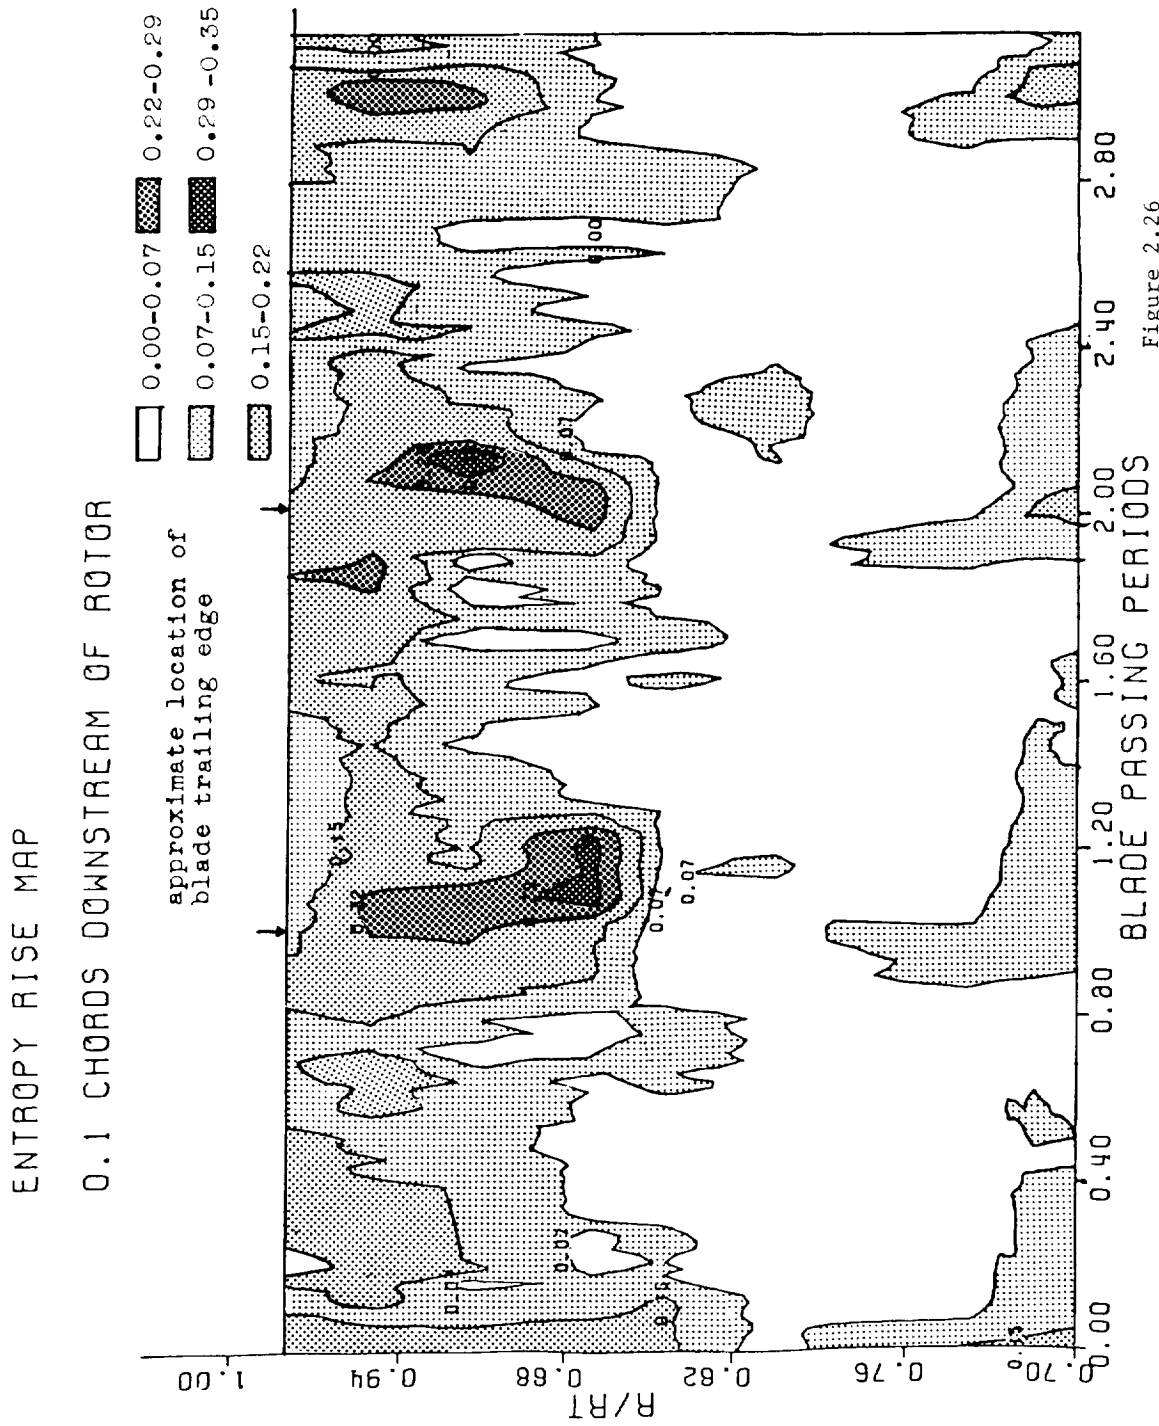 ENTROPY RISE MAP
0.1 CHORDS DOWNSTREAM OF ROTOR
approximate location of
blade trailing edge
0.00-0.07
0.22-0.29
0.07-0.15
0.29-0.35
0.15-0.22
R/RT
1.00
0.94
0.88
0.82
0.76
0.70
0.15
0.07
0.07
0.07
0.07
0.00
0.00 0.40 0.80 1.20 1.60 2.00 2.40 2.80
BLADE PASSING PERIODS
Figure 2.26